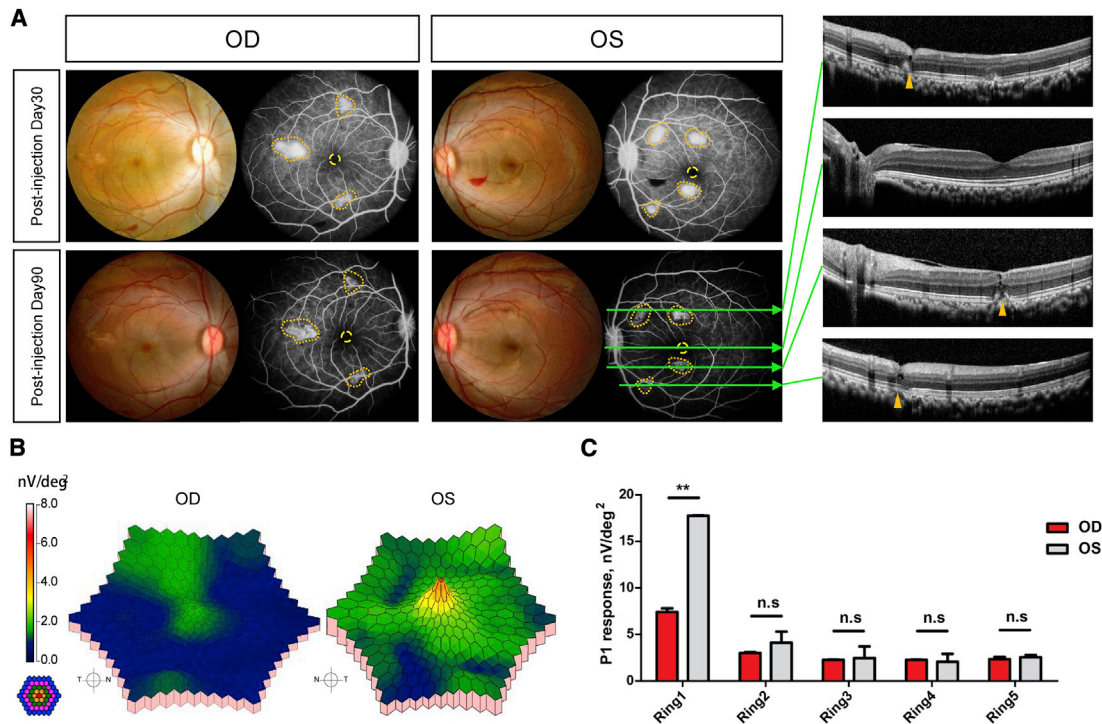 A
OD
OS
Post-injection Day30
Post-injection Day90
B
nV/deg²
8.0
6.0
4.0
2.0
0.0
OD
OS
T N
N T
C
P1 response, nV/deg²
20
15
10
5
0
**
n.s
n.s
n.s
n.s
Ring1
Ring2
Ring3
Ring4
Ring5
OD
OS